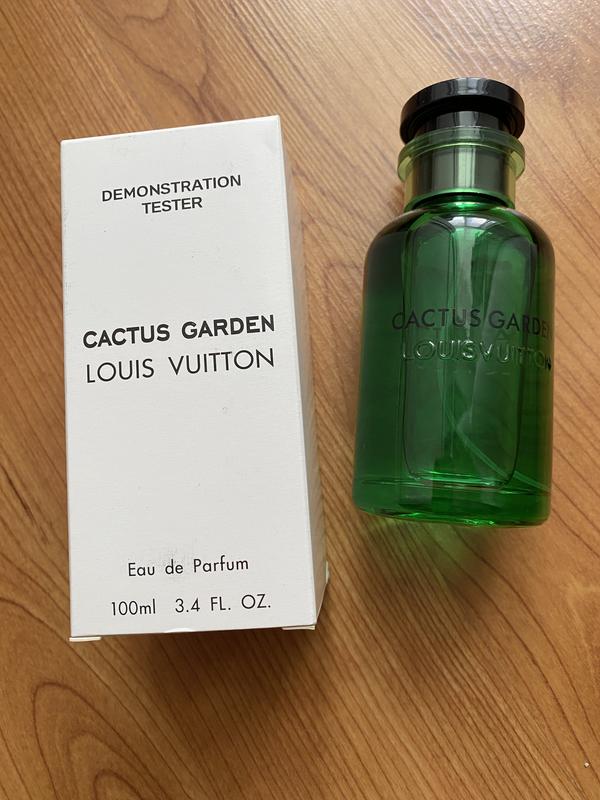 DEMONSTRATION
TESTER
CACTUS GARDEN
LOUIS VUITTON
Eau de Parfum
100ml 3.4 FL. OZ.
CACTUS GARDEN
LOUIS VUITTON